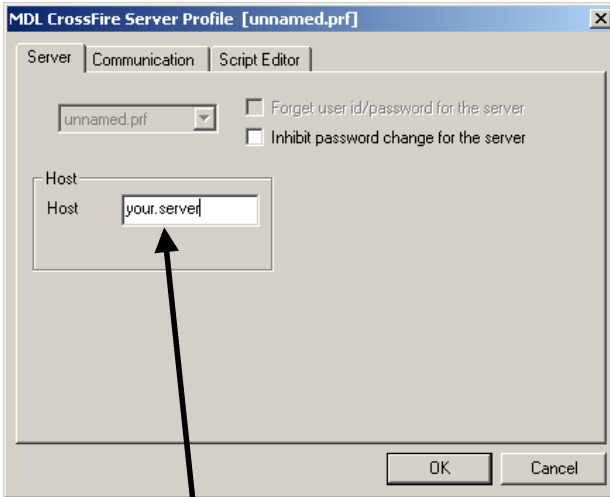 MDL CrossFire Server Profile [unnamed.prf]
Server Communication Script Editor
unnamed.prf
Forget user id/password for the server
Inhibit password change for the server
Host
Host your.server
OK Cancel